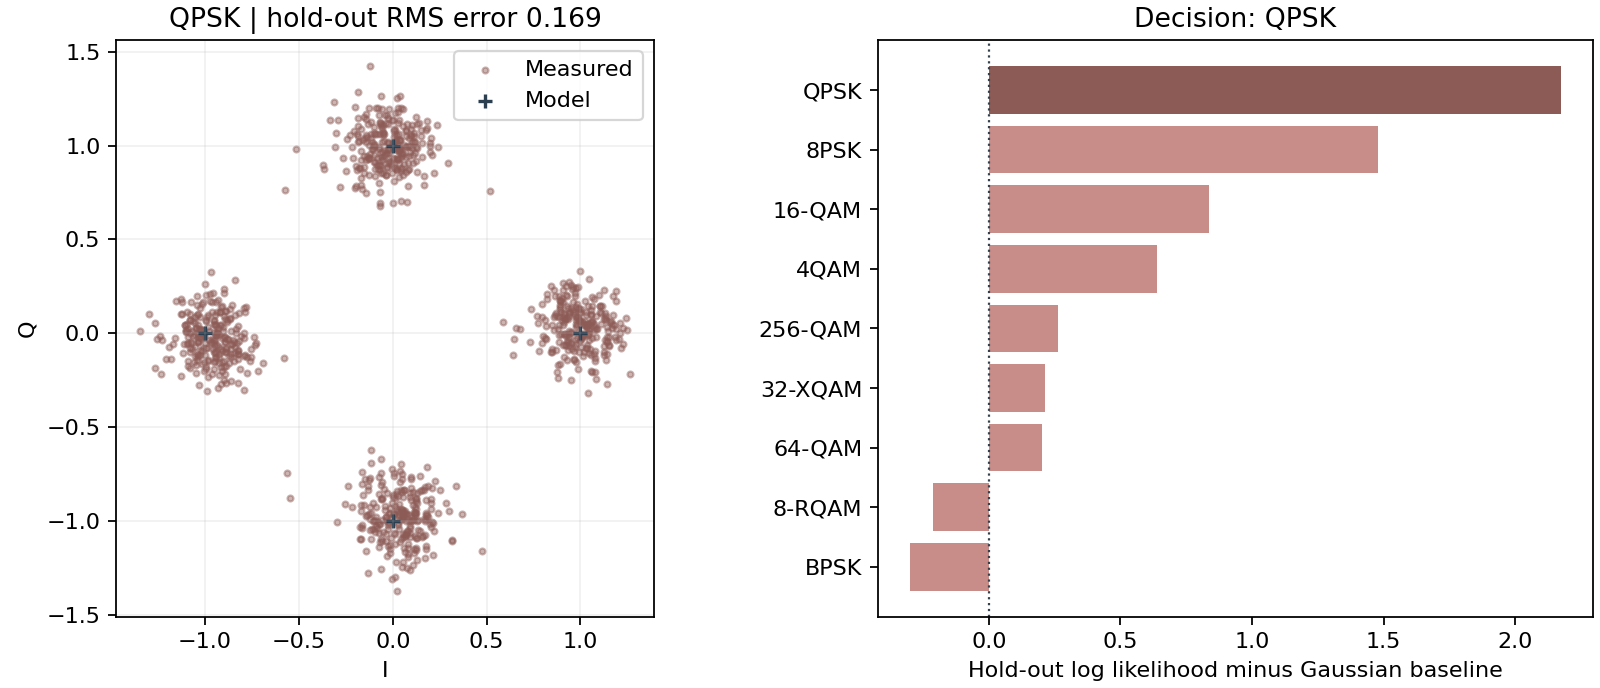 QPSK | hold-out RMS error 0.169
Measured
Model
1.5
1.0
0.5
0.0
−0.5
−1.0
−1.5
Q
−1.0
−0.5
0.0
0.5
1.0
I
Decision: QPSK
QPSK
8PSK
16-QAM
4QAM
256-QAM
32-XQAM
64-QAM
8-RQAM
BPSK
0.0
0.5
1.0
1.5
2.0
Hold-out log likelihood minus Gaussian baseline